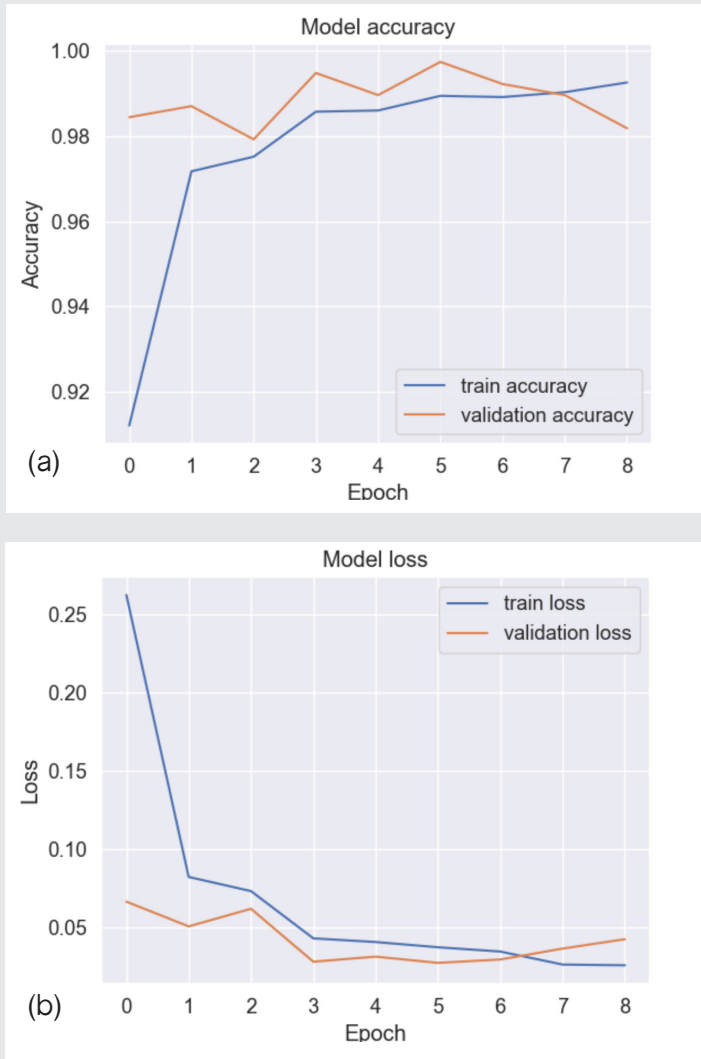 Model accuracy
1.00
0.98
0.96
0.94
0.92
Accuracy
train accuracy
validation accuracy
0 1 2 3 4 5 6 7 8
Epoch
(a)
Model loss
0.25
0.20
0.15
0.10
0.05
Loss
train loss
validation loss
0 1 2 3 4 5 6 7 8
Epoch
(b)